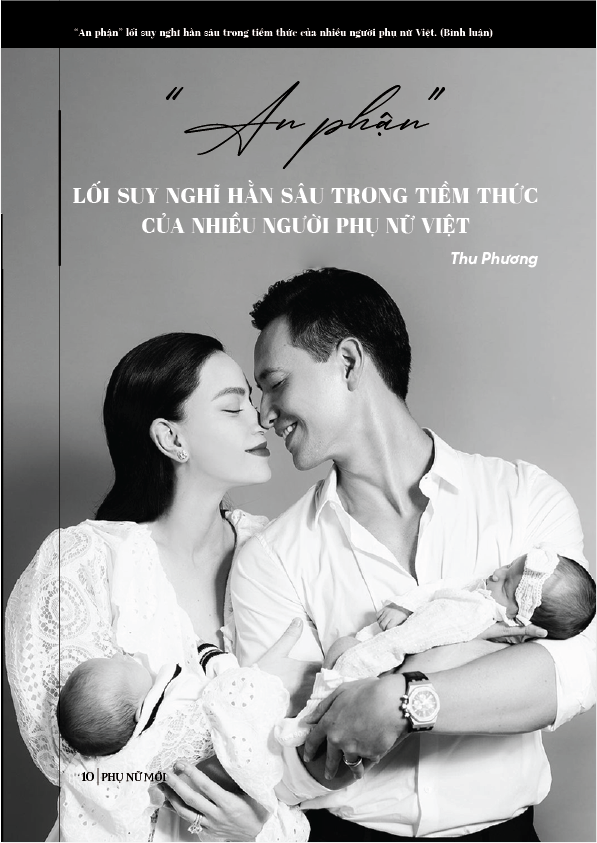 “An phận” lối suy nghĩ hằn sâu trong tiềm thức của nhiều người phụ nữ Việt. (Bình luận)
“An phận”
LỐI SUY NGHĨ HẰN SÂU TRONG TIỀM THỨC
CỦA NHIỀU NGƯỜI PHỤ NỮ VIỆT
Thu Phương
10 | PHỤ NỮ MỚI